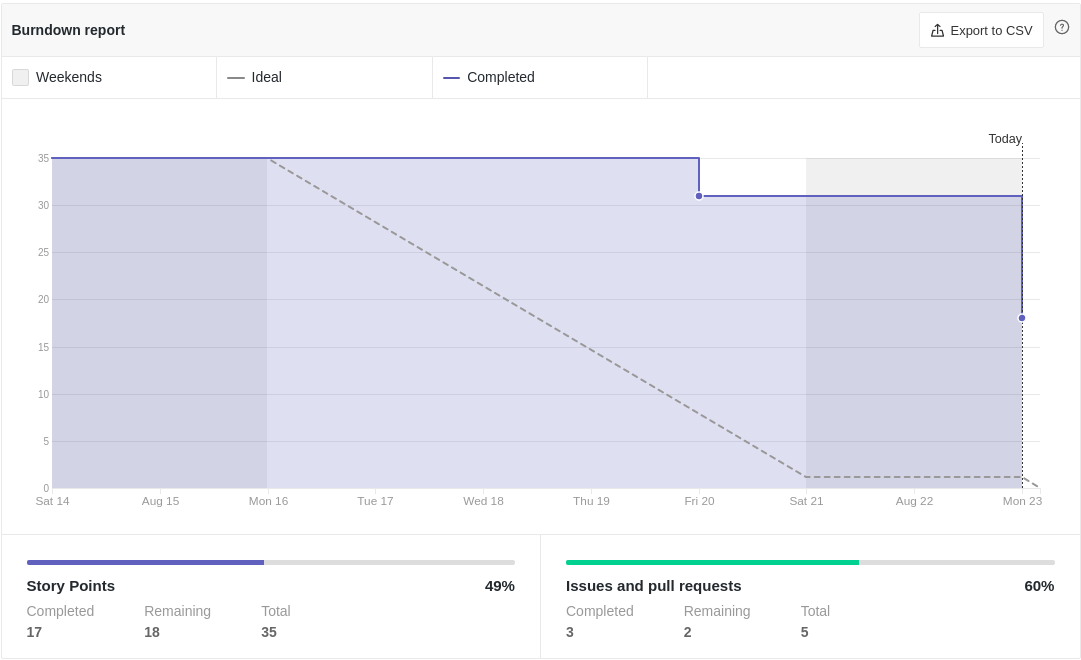 Burndown report
Export to CSV
?
Weekends
Ideal
Completed
Today
35
30
25
20
15
10
5
0
Sat 14 Aug 15 Mon 16 Tue 17 Wed 18 Thu 19 Fri 20 Sat 21 Aug 22 Mon 23
Story Points 49%
Completed Remaining Total
17 18 35
Issues and pull requests 60%
Completed Remaining Total
3 2 5